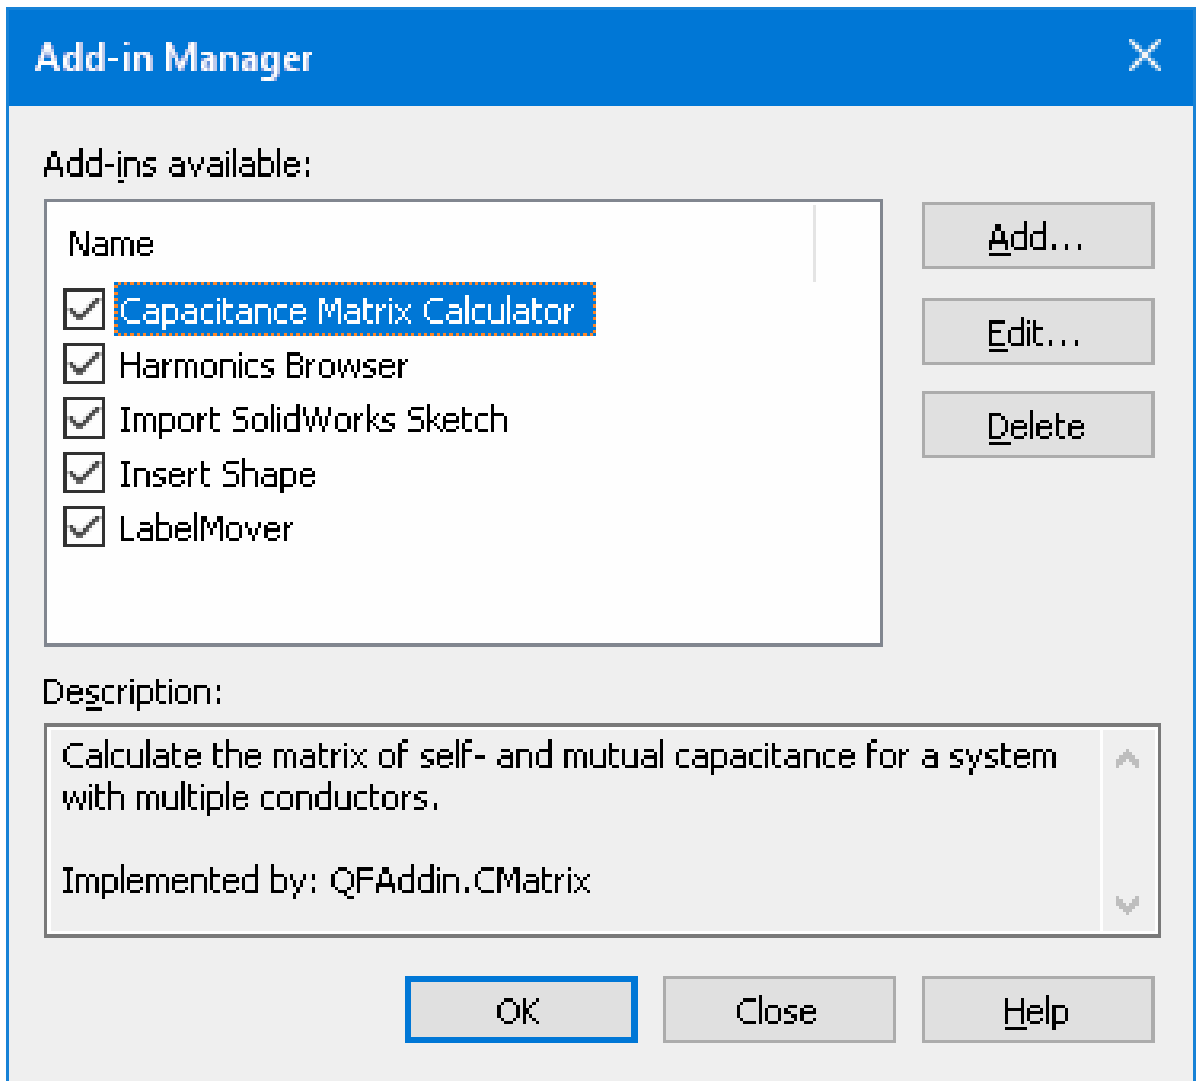 Add-in Manager
Add-ins available:
Name
Capacitance Matrix Calculator
Harmonics Browser
Import SolidWorks Sketch
Insert Shape
LabelMover
Add...
Edit...
Delete
Description:
Calculate the matrix of self- and mutual capacitance for a system
with multiple conductors.
Implemented by: QFAddin.CMatrix
OK
Close
Help